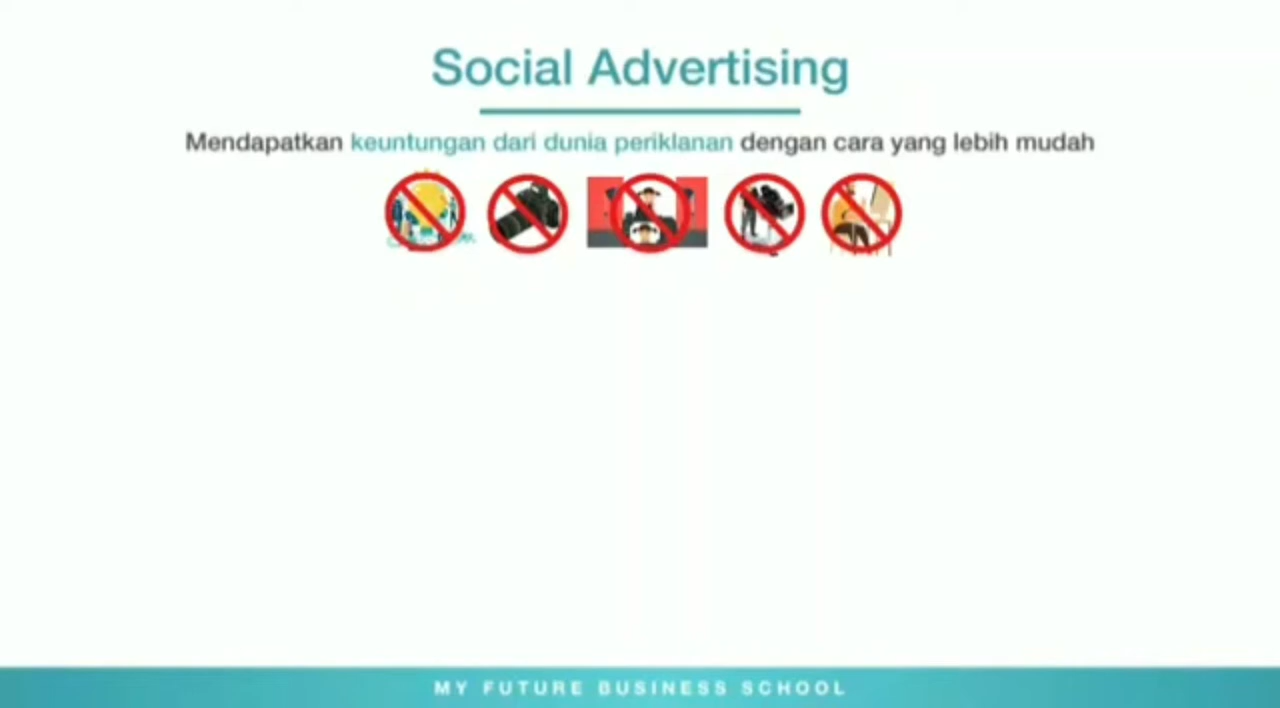 Social Advertising
Mendapatkan keuntungan dari dunia periklanan dengan cara yang lebih mudah
MY FUTURE BUSINESS SCHOOL